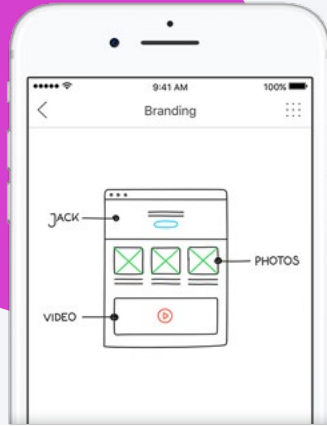 9:41 AM
100%
Branding
JACK
PHOTOS
VIDEO